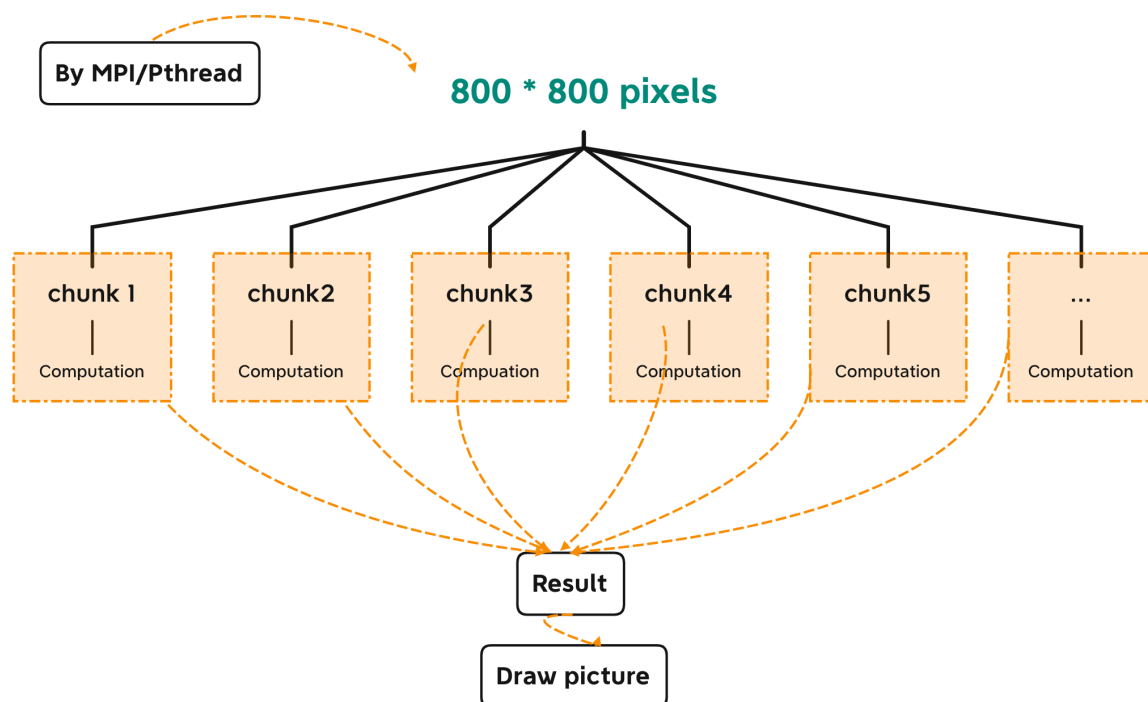 By MPI/Pthread
800 * 800 pixels
chunk 1
chunk2
chunk3
chunk4
chunk5
...
Computation
Computation
Compuation
Computation
Computation
Computation
Result
Draw picture